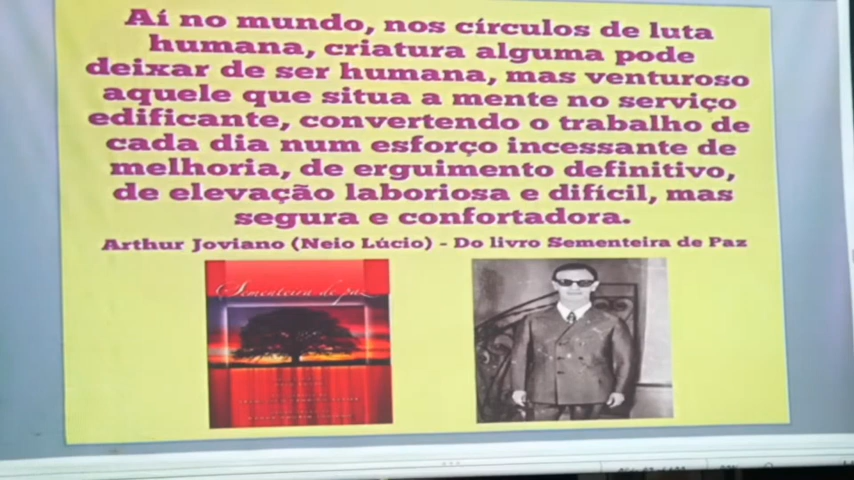 Aí no mundo, nos círculos de luta
humana, criatura alguma pode
deixar de ser humana, mas venturoso
aquele que situa a mente no serviço
edificante, convertendo o trabalho de
cada dia num esforço incessante de
melhoria, de erguimento definitivo,
de elevação laboriosa e difícil, mas
segura e confortadora.
Arthur Joviano (Neio Lúcio) - Do livro Sementeira de Paz
Sementeira de paz